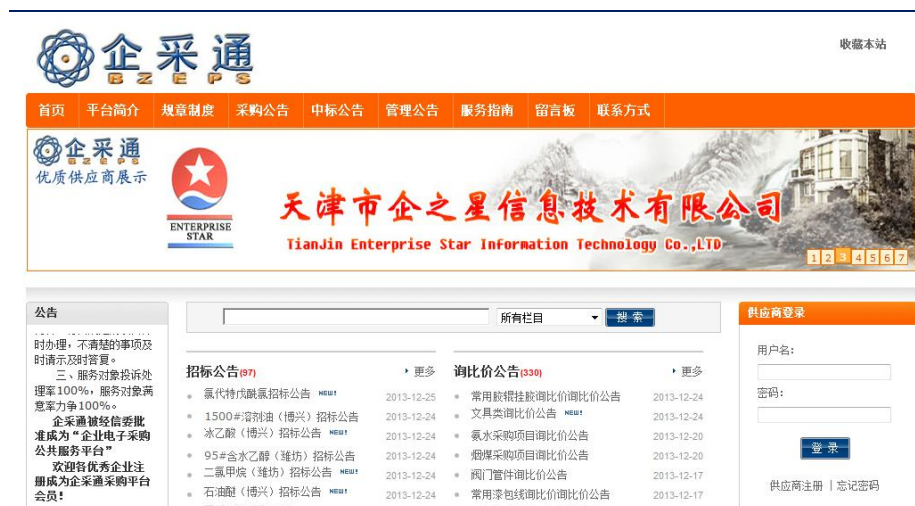 企采通
BZEPS
收藏本站
首页 平台简介 规章制度 采购公告 中标公告 管理公告 服务指南 留言板 联系方式
企采通
BZEPS
优质供应商展示
ENTERPRISE
STAR
天津市企之星信息技术有限公司
TianJin Enterprise Star Information Technology Co.,LTD
1 2 3 4 5 6 7
公告
时办理，不清楚的事项及
时请示及时答复。
三、服务对象投诉处
理率100%，服务对象满
意率力争100%。
企采通被经信委批
准成为“企业电子采购
公共服务平台”
欢迎各优秀企业注
册成为企采通采购平台
会员！
所有栏目 搜 索
招标公告(97) 更多
氯代特戊酰氯招标公告 NEW! 2013-12-25
1500#溶剂油（博兴）招标公告 2013-12-24
冰乙酸（博兴）招标公告 NEW! 2013-12-24
95#含水乙醇（潍坊）招标公告 2013-12-24
二氯甲烷（潍坊）招标公告 NEW! 2013-12-24
石油醚（博兴）招标公告 NEW! 2013-12-24
询比价公告(330) 更多
常用胶辊挂胶询比价询比价公告 2013-12-24
文具类询比价公告 NEW! 2013-12-24
氨水采购项目询比价公告 2013-12-20
烟煤采购项目询比价公告 2013-12-20
阀门管件询比价公告 2013-12-17
常用漆包线询比价询比价公告 2013-12-17
供应商登录
用户名：
密码：
登 录
供应商注册 | 忘记密码